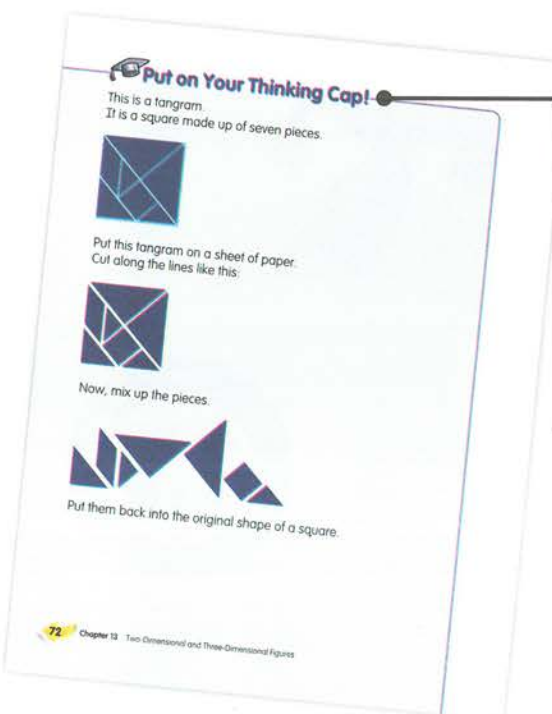 Put on Your Thinking Cap!
This is a tangram.
It is a square made up of seven pieces.
Put this tangram on a sheet of paper.
Cut along the lines like this:
Now, mix up the pieces.
Put them back into the original shape of a square.
72 Chapter 13 Two-Dimensional and Three-Dimensional Figures